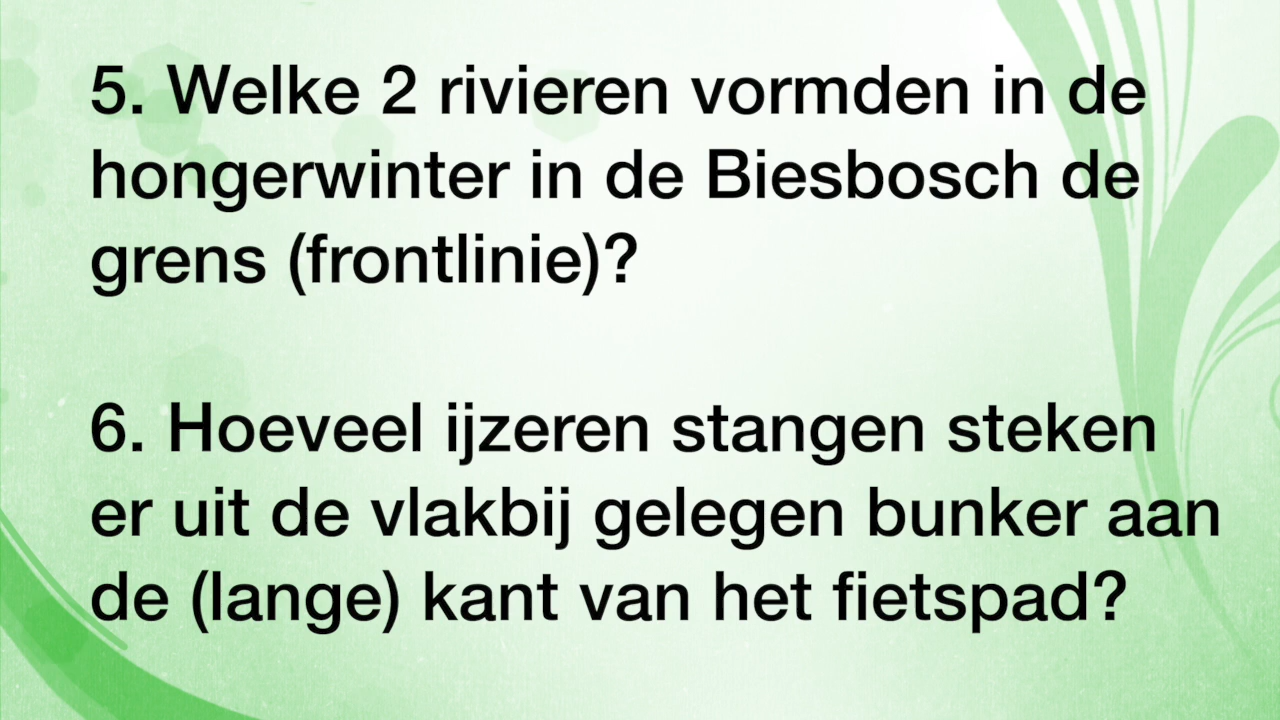 5. Welke 2 rivieren vormden in de
hongerwinter in de Biesbosch de
grens (frontlinie)?
6. Hoeveel ijzeren stangen steken
er uit de vlakbij gelegen bunker aan
de (lange) kant van het fietspad?